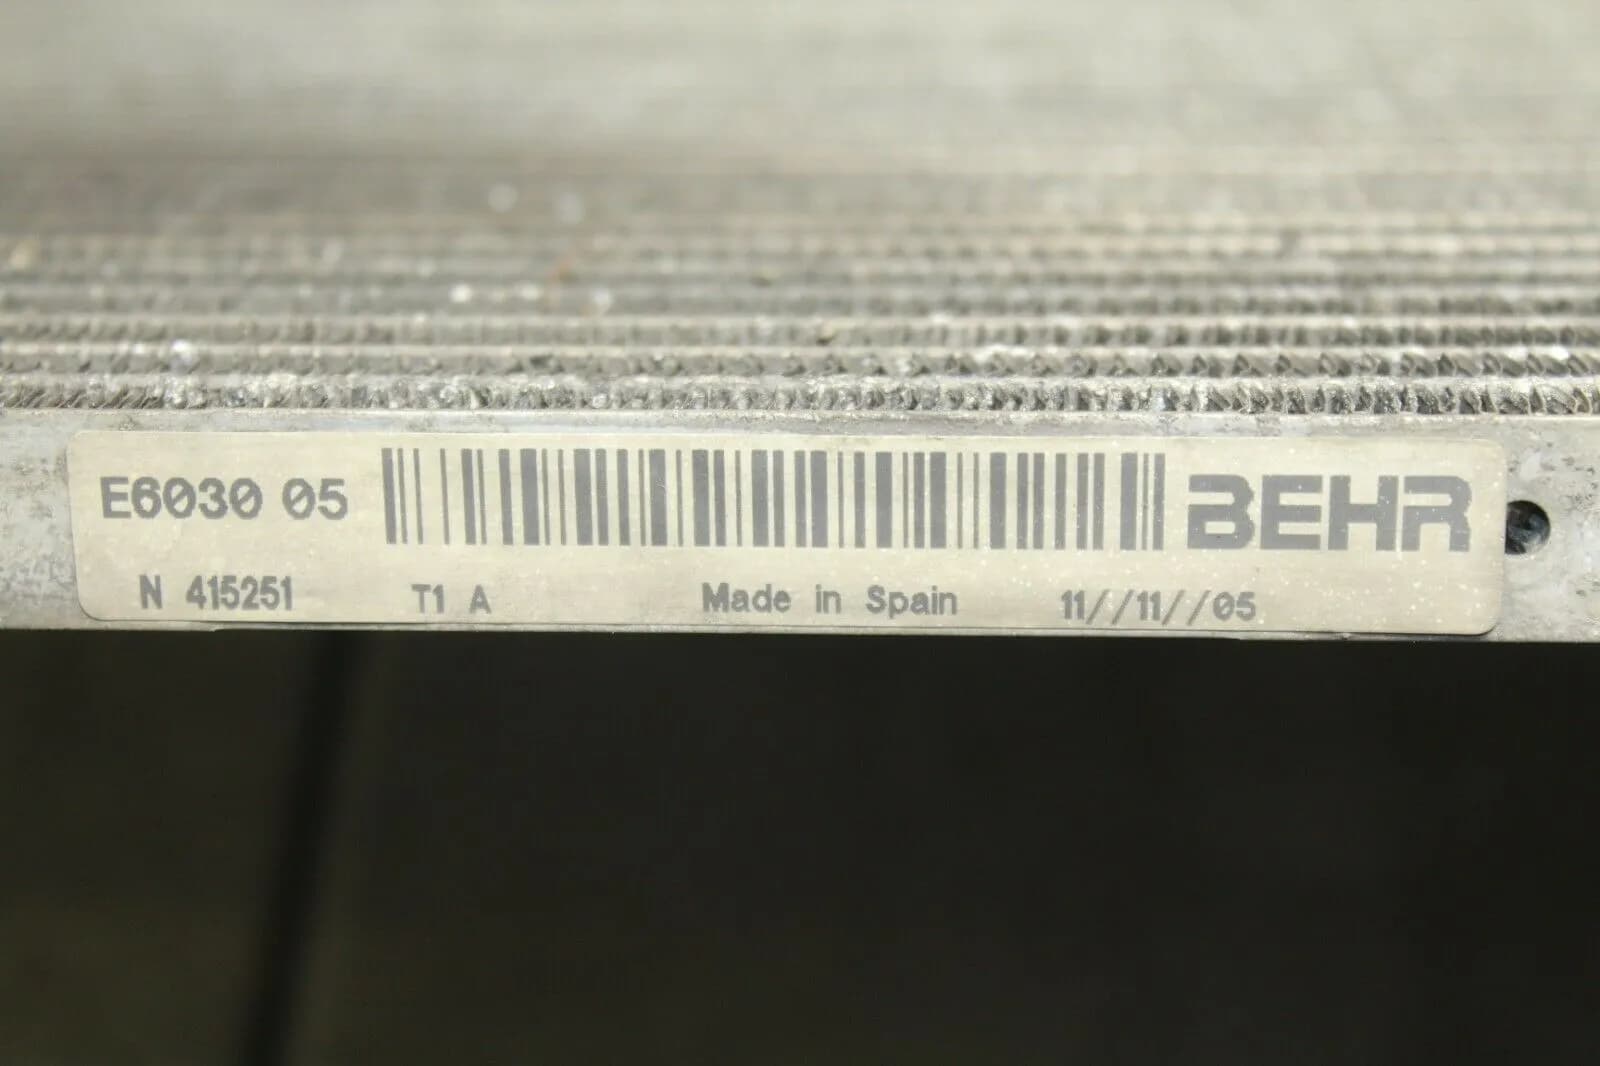 E6030 05 BEHR
N 415251 T1 A Made in Spain 11//11//05